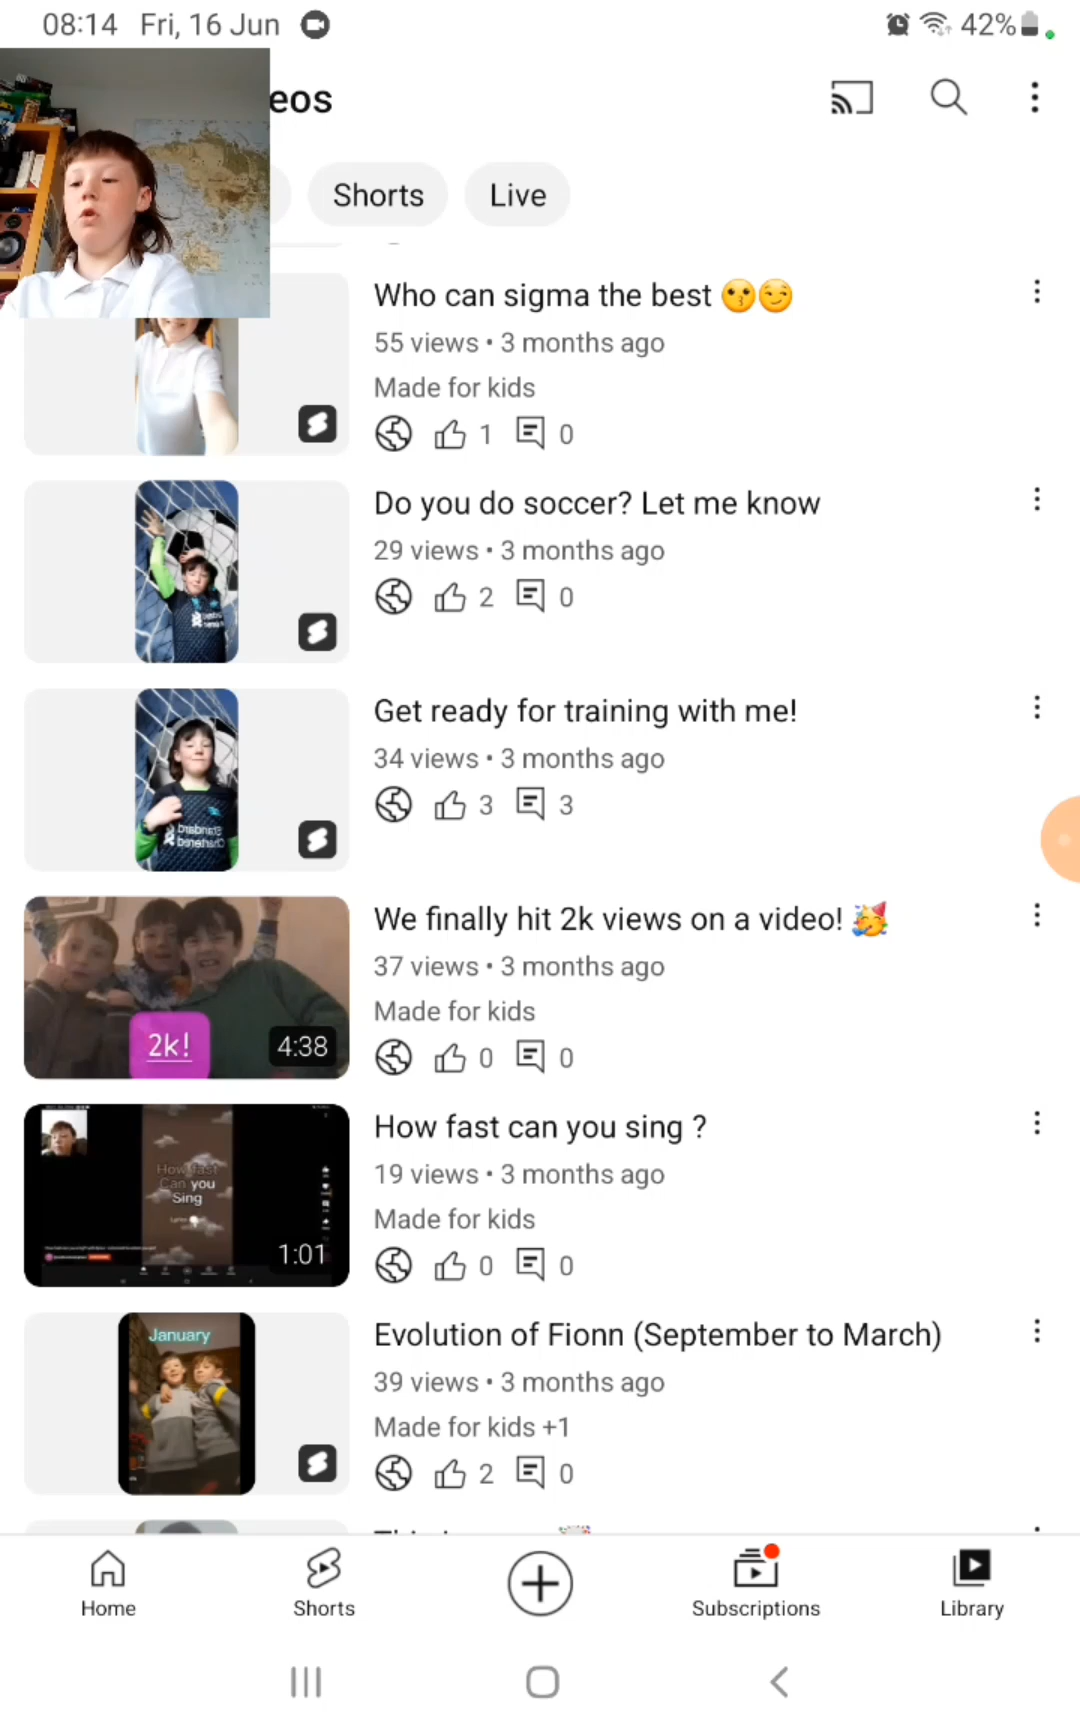 08:14 Fri, 16 Jun 42%
eos
Shorts Live
Who can sigma the best 😗😏
55 views • 3 months ago
Made for kids
1 0
Do you do soccer? Let me know
29 views • 3 months ago
2 0
Get ready for training with me!
34 views • 3 months ago
3 3
We finally hit 2k views on a video! 🥳
37 views • 3 months ago
Made for kids
0 0
2k!
4:38
How fast can you sing ?
19 views • 3 months ago
Made for kids
0 0
How fast
Can you
Sing
1:01
Evolution of Fionn (September to March)
39 views • 3 months ago
Made for kids +1
2 0
January
Home Shorts Subscriptions Library